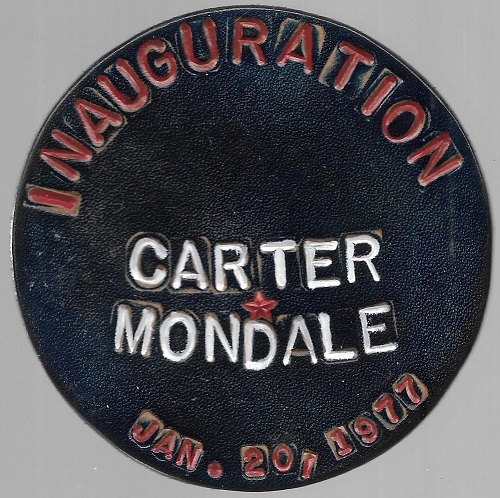 INAUGURATION
CARTER
MONDALE
JAN. 20, 1977